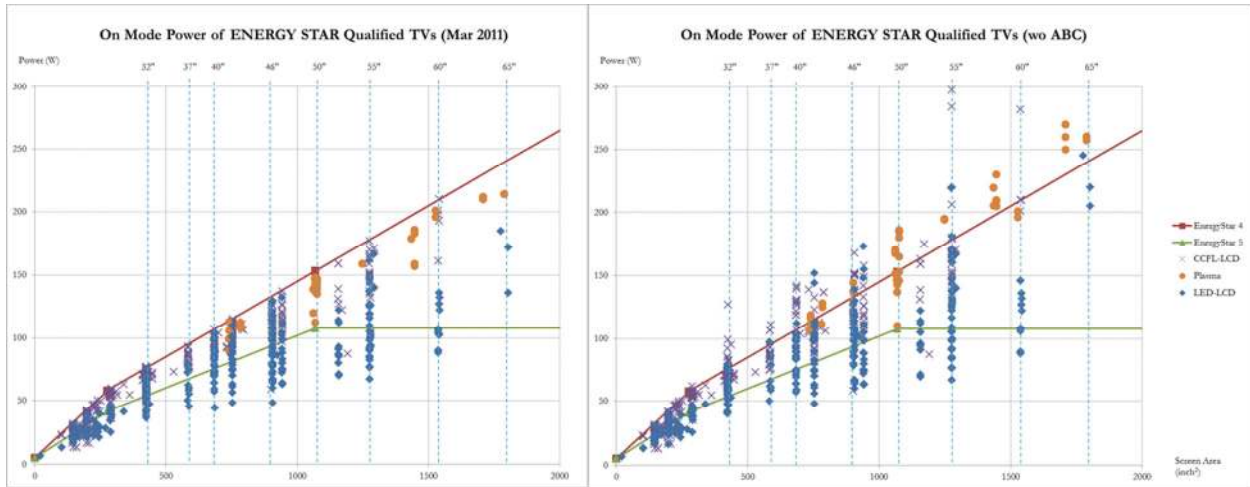 On Mode Power of ENERGY STAR Qualified TVs (Mar 2011)
Power (W)
32" 37" 40" 46" 50" 55" 60" 65"
300
250
200
150
100
50
0
0 500 1000 1500 2000
On Mode Power of ENERGY STAR Qualified TVs (wo ABC)
Power (W)
32" 37" 40" 46" 50" 55" 60" 65"
300
250
200
150
100
50
0
0 500 1000 1500 2000
EnergyStar 4
EnergyStar 5
CCFL-LCD
Plasma
LED-LCD
Screen Area
(inch²)